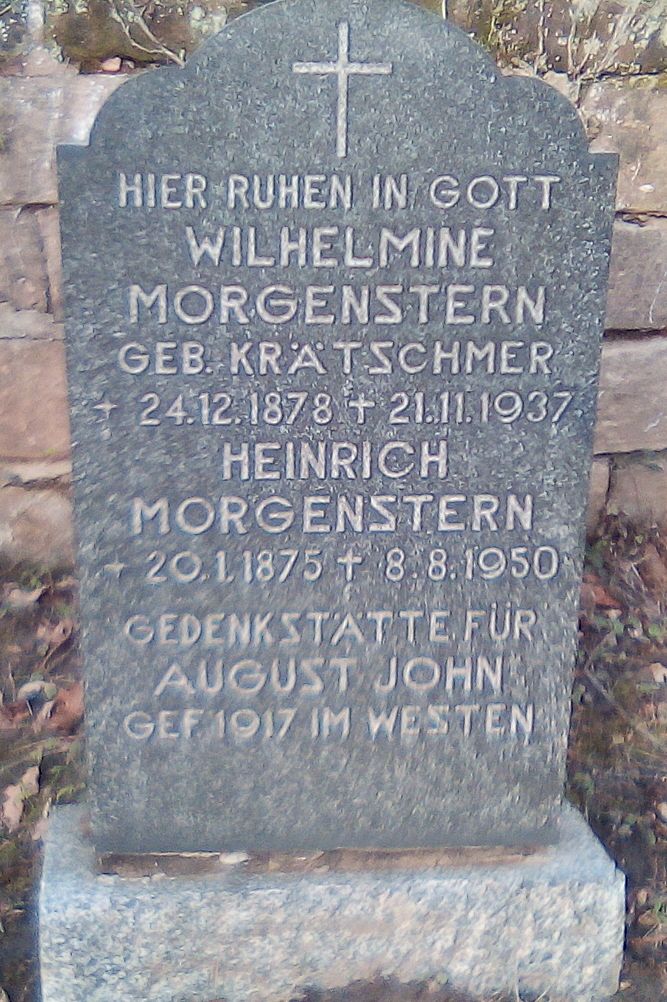 HIER RUHEN IN GOTT
WILHELMINE
MORGENSTERN
GEB. KRÄTSCHMER
* 24.12.1878 ✝ 21.11.1937
HEINRICH
MORGENSTERN
* 20.1.1875 ✝ 8.8.1950
GEDENKSTÄTTE FÜR
AUGUST JOHN
GEF 1917 IM WESTEN